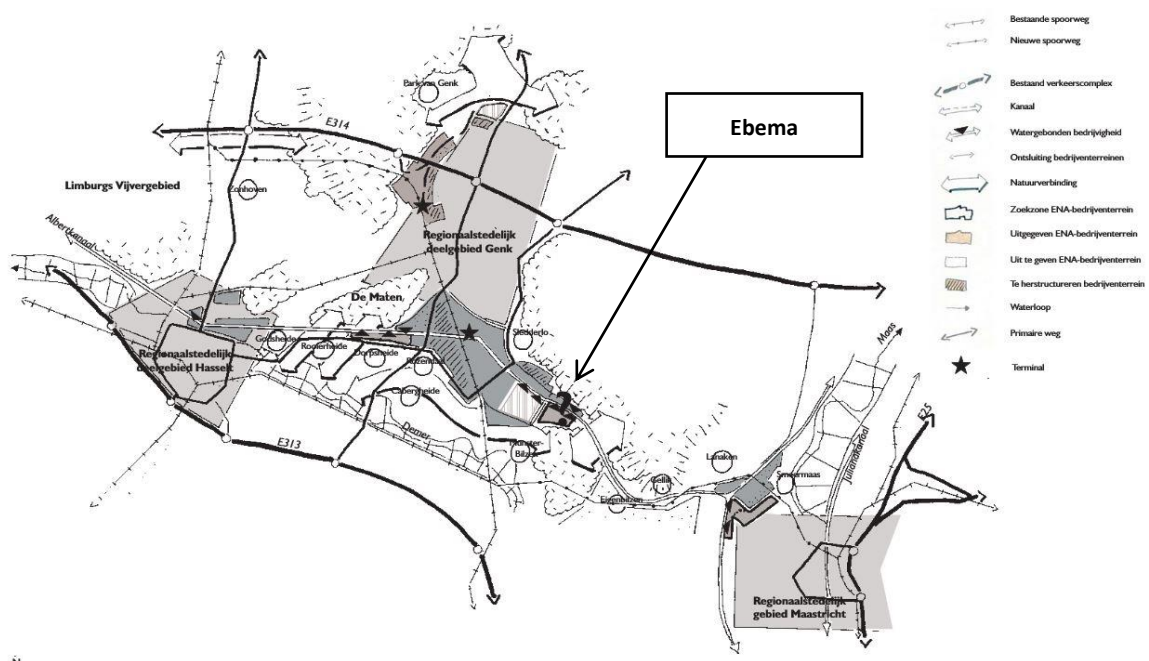 Bestaande spoorweg
Nieuwe spoorweg
Bestaand verkeerscomplex
Kanaal
Watergebonden bedrijvigheid
Ontsluiting bedrijventerreinen
Natuurverbinding
Zoekzone ENA-bedrijventerrein
Uitgegeven ENA-bedrijventerrein
Uit te geven ENA-bedrijventerrein
Te herstructureren bedrijventerrein
Waterloop
Primaire weg
Terminal
Park van Genk
Ebema
E314
Limburgs Vijvergebied
Zonhoven
Albertkanaal
Regionaalstedelijk
deelgebied Genk
De Maten
Godsheide
Rooierheide
Dorpsheide
Sledderlo
Regionaalstedelijk
deelgebied Hasselt
Caberyheide
Demer
E313
Munster-
Bilzen
?
Eigenbilzen
Gellik
Lanaken
Smeermaas
Maas
Julianakanaal
E25
Regionaalstedelijk
gebied Maastricht